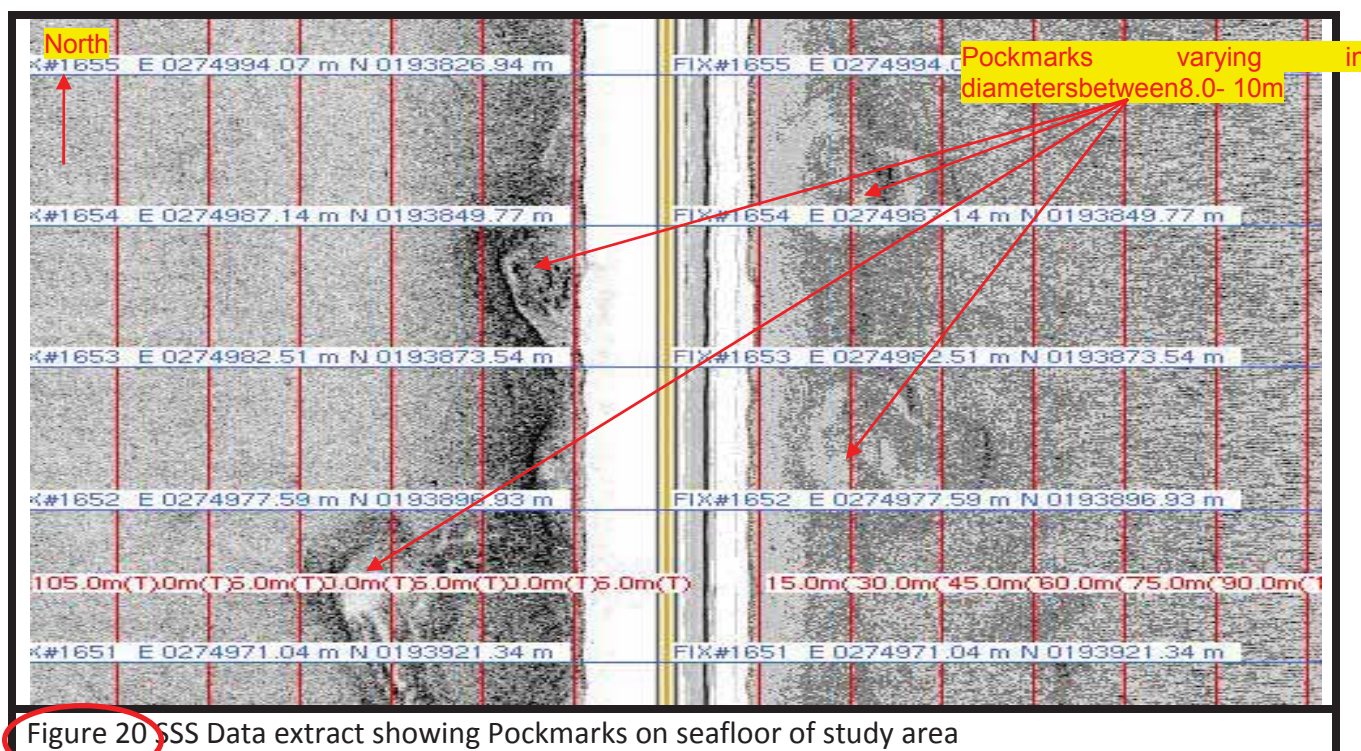 North
Pockmarks varying in
diametersbetween8.0- 10m
#1655 E 0274994.07 m N 0193826.94 m
FIX#1655 E 0274994.0
#1654 E 0274987.14 m N 0193849.77 m
FIX#1654 E 0274987.14 m N 0193849.77 m
#1653 E 0274982.51 m N 0193873.54 m
FIX#1653 E 0274982.51 m N 0193873.54 m
#1652 E 0274977.59 m N 0193896.93 m
FIX#1652 E 0274977.59 m N 0193896.93 m
105.0m(T).0m(T)5.0m(T)0.0m(T)5.0m(T)0.0m(T)5.0m(T)
15.0m(30.0m(45.0m(60.0m(75.0m(90.0m(1
#1651 E 0274971.04 m N 0193921.34 m
FIX#1651 E 0274971.04 m N 0193921.34 m
Figure 20 SSS Data extract showing Pockmarks on seafloor of study area